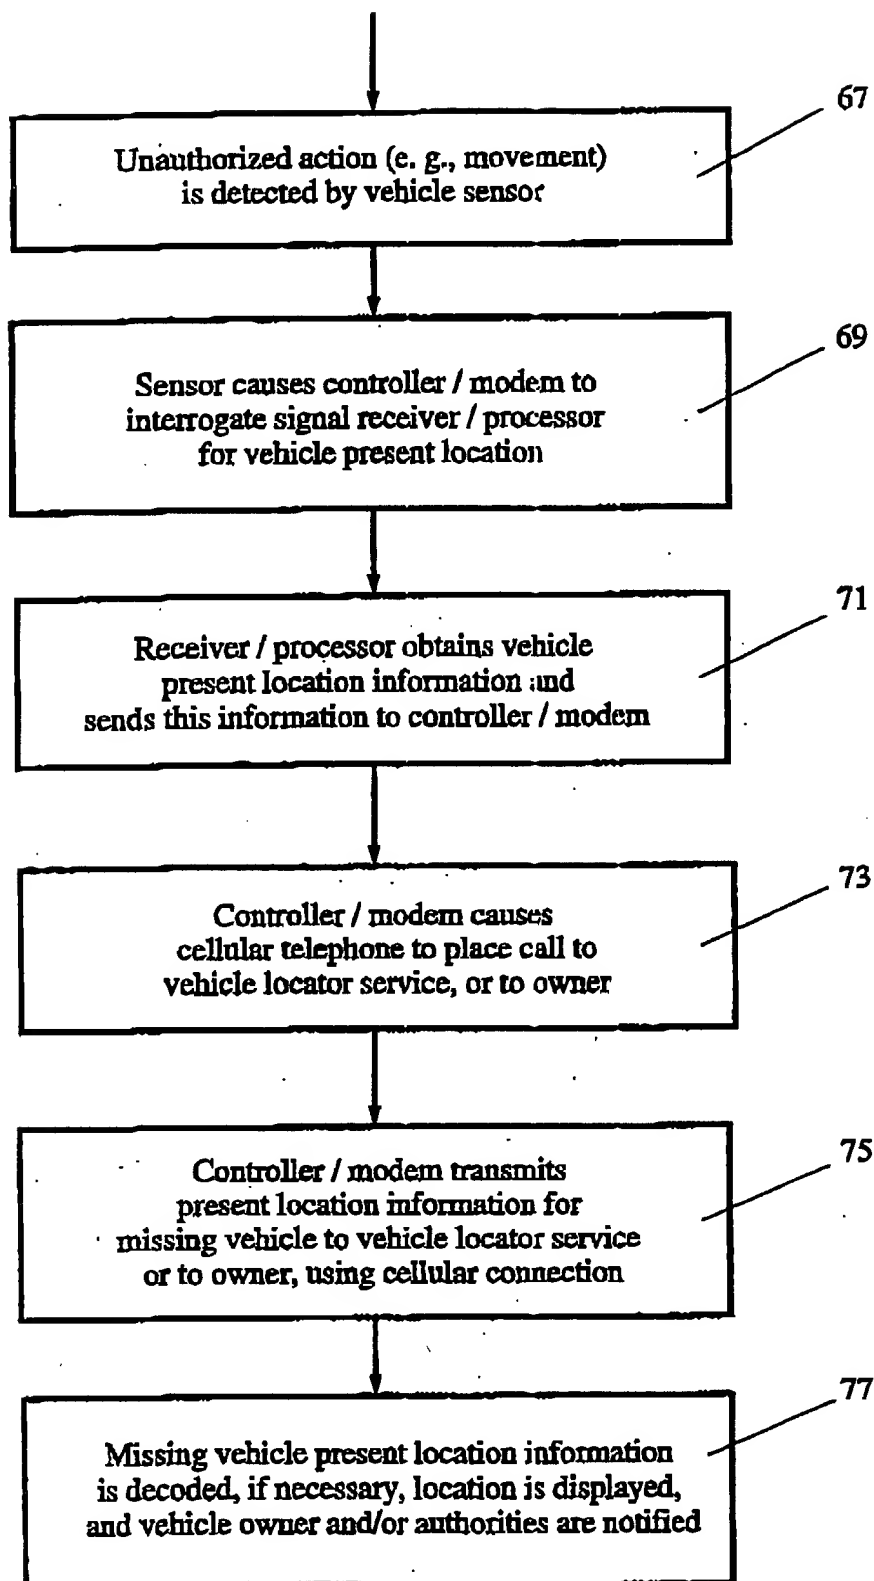 67
Unauthorized action (e. g., movement)
is detected by vehicle sensor
69
Sensor causes controller / modem to
interrogate signal receiver / processor
for vehicle present location
71
Receiver / processor obtains vehicle
present location information and
sends this information to controller / modem
73
Controller / modem causes
cellular telephone to place call to
vehicle locator service, or to owner
75
Controller / modem transmits
present location information for
missing vehicle to vehicle locator service
or to owner, using cellular connection
77
Missing vehicle present location information
is decoded, if necessary, location is displayed,
and vehicle owner and/or authorities are notified